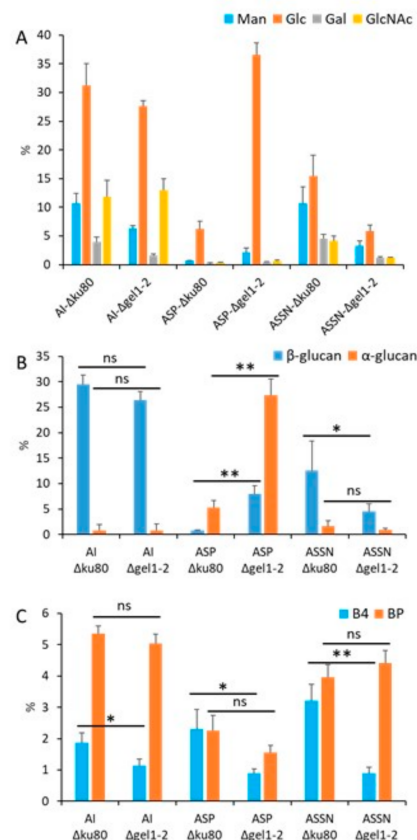 A
Man Glc Gal GlcNAc
40
35
30
25
20
15
10
5
0
%
AI-Δku80
AI-Δgel1-2
ASP-Δku80
ASP-Δgel1-2
ASSN-Δku80
ASSN-Δgel1-2
B
β-glucan α-glucan
35
30
25
20
15
10
5
0
%
ns
ns
**
**
*
ns
AI Δku80
AI Δgel1-2
ASP Δku80
ASP Δgel1-2
ASSN Δku80
ASSN Δgel1-2
C
B4 BP
6
5
4
3
2
1
0
%
ns
*
*
ns
ns
**
AI Δku80
AI Δgel1-2
ASP Δku80
ASP Δgel1-2
ASSN Δku80
ASSN Δgel1-2